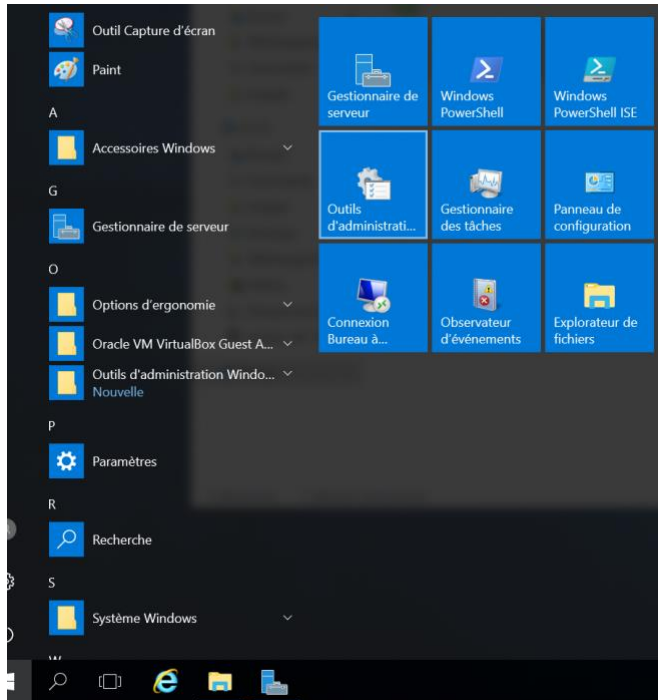 Outil Capture d'écran
Paint
A
Accessoires Windows
G
Gestionnaire de serveur
O
Options d'ergonomie
Oracle VM VirtualBox Guest A...
Outils d'administration Windo...
Nouvelle
P
Paramètres
R
Recherche
S
Système Windows
Gestionnaire de
serveur
Windows
PowerShell
Windows
PowerShell ISE
Outils
d'administrati...
Gestionnaire
des tâches
Panneau de
configuration
Connexion
Bureau à...
Observateur
d'événements
Explorateur de
fichiers